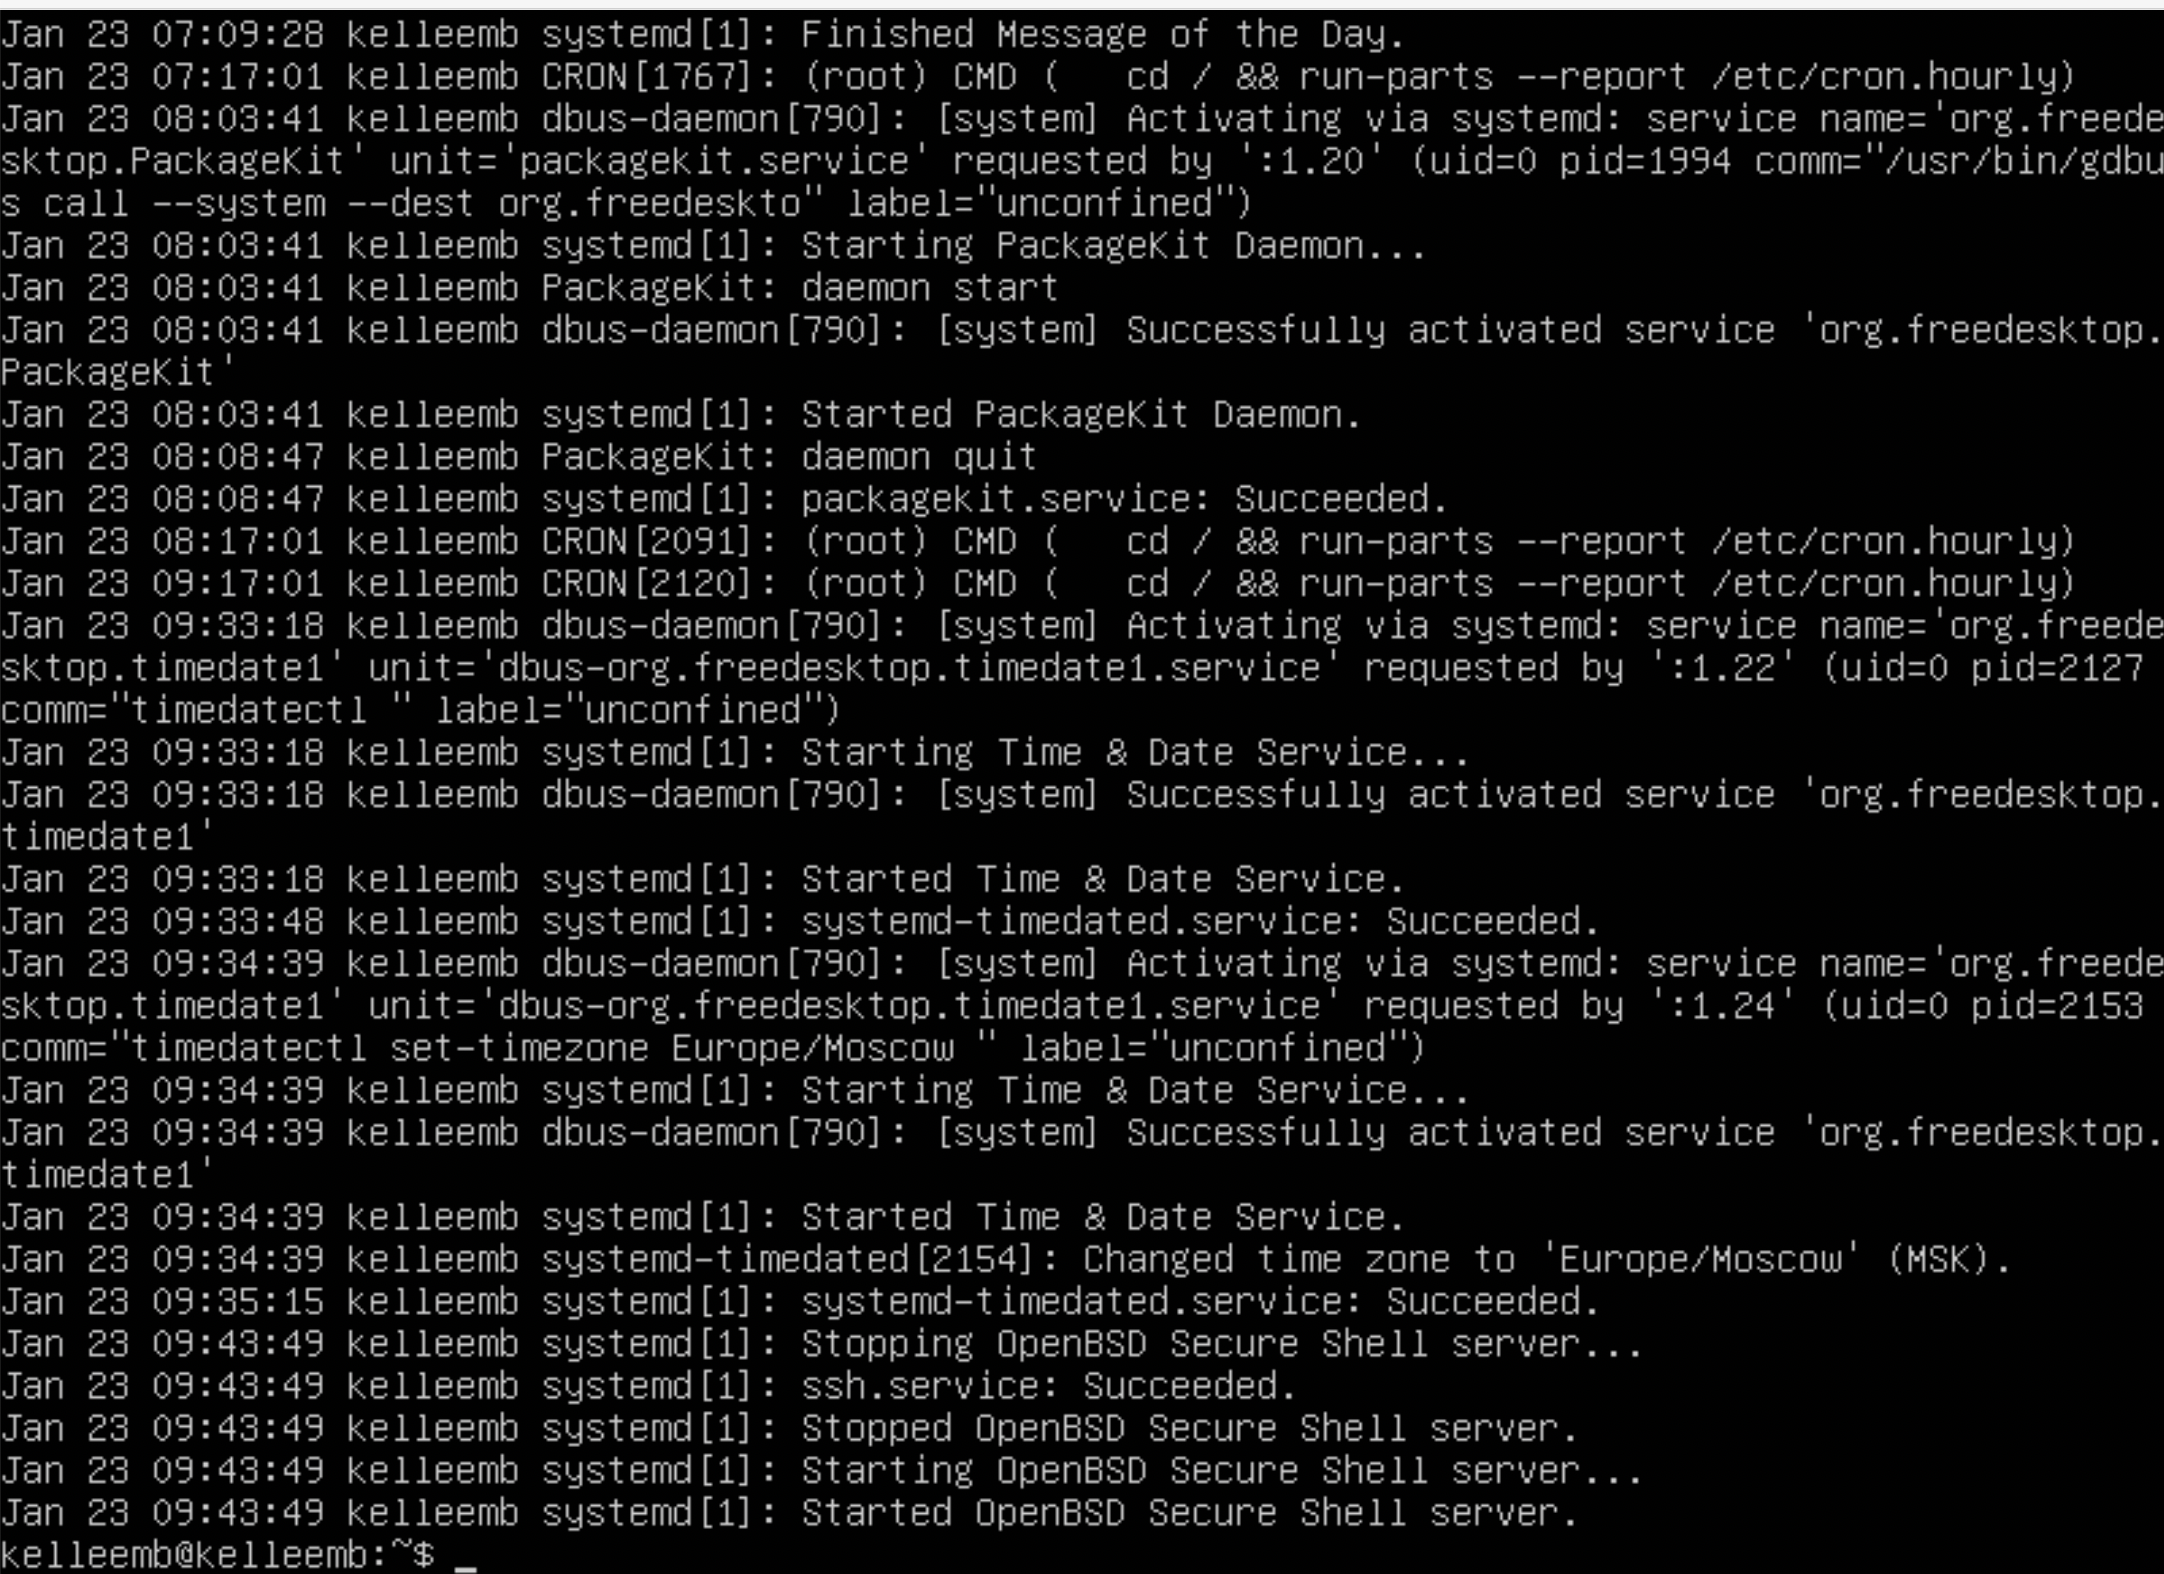 Jan 23 07:09:28 kelleemb systemd[1]: Finished Message of the Day.
Jan 23 07:17:01 kelleemb CRON[1767]: (root) CMD (   cd / && run-parts --report /etc/cron.hourly)
Jan 23 08:03:41 kelleemb dbus-daemon[790]: [system] Activating via systemd: service name='org.freede
sktop.PackageKit' unit='packagekit.service' requested by ':1.20' (uid=0 pid=1994 comm="/usr/bin/gdbu
s call --system --dest org.freedeskto" label="unconfined")
Jan 23 08:03:41 kelleemb systemd[1]: Starting PackageKit Daemon...
Jan 23 08:03:41 kelleemb PackageKit: daemon start
Jan 23 08:03:41 kelleemb dbus-daemon[790]: [system] Successfully activated service 'org.freedesktop.
PackageKit'
Jan 23 08:03:41 kelleemb systemd[1]: Started PackageKit Daemon.
Jan 23 08:08:47 kelleemb PackageKit: daemon quit
Jan 23 08:08:47 kelleemb systemd[1]: packagekit.service: Succeeded.
Jan 23 08:17:01 kelleemb CRON[2091]: (root) CMD (   cd / && run-parts --report /etc/cron.hourly)
Jan 23 09:17:01 kelleemb CRON[2120]: (root) CMD (   cd / && run-parts --report /etc/cron.hourly)
Jan 23 09:33:18 kelleemb dbus-daemon[790]: [system] Activating via systemd: service name='org.freede
sktop.timedate1' unit='dbus-org.freedesktop.timedate1.service' requested by ':1.22' (uid=0 pid=2127
comm="timedatectl " label="unconfined")
Jan 23 09:33:18 kelleemb systemd[1]: Starting Time & Date Service...
Jan 23 09:33:18 kelleemb dbus-daemon[790]: [system] Successfully activated service 'org.freedesktop.
timedate1'
Jan 23 09:33:18 kelleemb systemd[1]: Started Time & Date Service.
Jan 23 09:33:48 kelleemb systemd[1]: systemd-timedated.service: Succeeded.
Jan 23 09:34:39 kelleemb dbus-daemon[790]: [system] Activating via systemd: service name='org.freede
sktop.timedate1' unit='dbus-org.freedesktop.timedate1.service' requested by ':1.24' (uid=0 pid=2153
comm="timedatectl set-timezone Europe/Moscow " label="unconfined")
Jan 23 09:34:39 kelleemb systemd[1]: Starting Time & Date Service...
Jan 23 09:34:39 kelleemb dbus-daemon[790]: [system] Successfully activated service 'org.freedesktop.
timedate1'
Jan 23 09:34:39 kelleemb systemd[1]: Started Time & Date Service.
Jan 23 09:34:39 kelleemb systemd-timedated[2154]: Changed time zone to 'Europe/Moscow' (MSK).
Jan 23 09:35:15 kelleemb systemd[1]: systemd-timedated.service: Succeeded.
Jan 23 09:43:49 kelleemb systemd[1]: Stopping OpenBSD Secure Shell server...
Jan 23 09:43:49 kelleemb systemd[1]: ssh.service: Succeeded.
Jan 23 09:43:49 kelleemb systemd[1]: Stopped OpenBSD Secure Shell server.
Jan 23 09:43:49 kelleemb systemd[1]: Starting OpenBSD Secure Shell server...
Jan 23 09:43:49 kelleemb systemd[1]: Started OpenBSD Secure Shell server.
kelleemb@kelleemb:~$ _